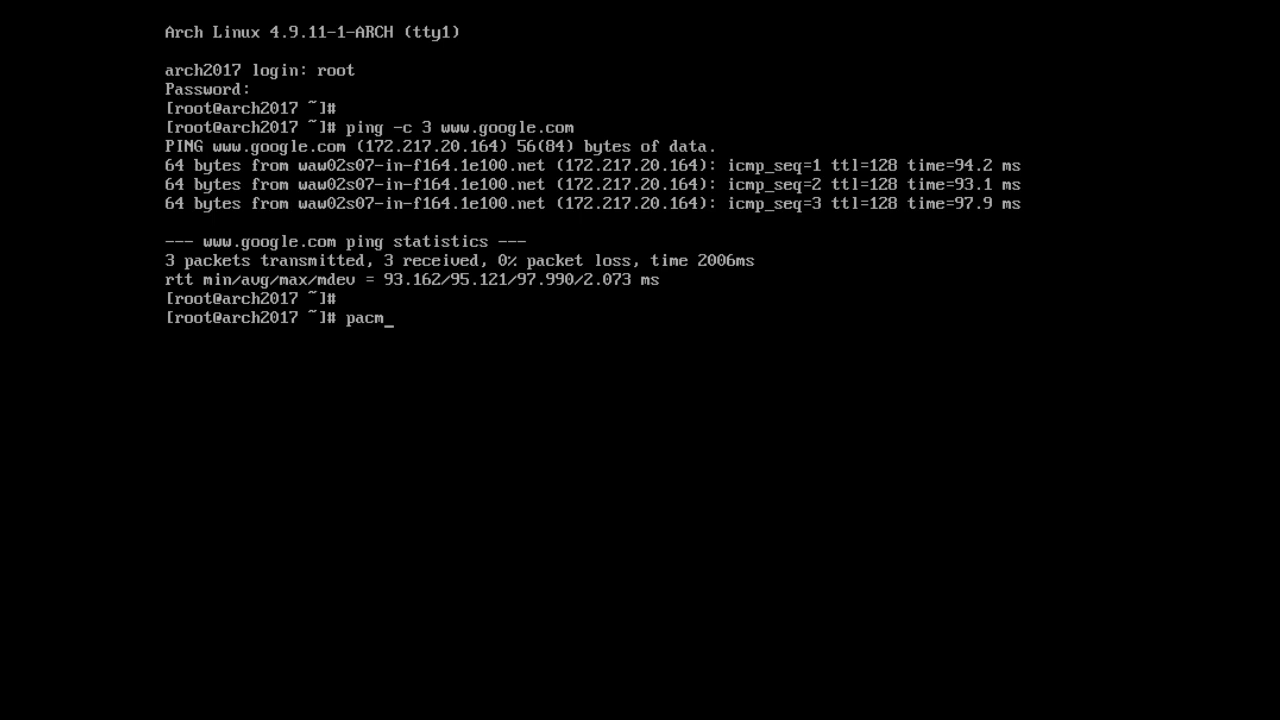 Arch Linux 4.9.11-1-ARCH (tty1)
arch2017 login: root
Password:
[root@arch2017 ~]#
[root@arch2017 ~]# ping -c 3 www.google.com
PING www.google.com (172.217.20.164) 56(84) bytes of data.
64 bytes from waw02s07-in-f164.1e100.net (172.217.20.164): icmp_seq=1 ttl=128 time=94.2 ms
64 bytes from waw02s07-in-f164.1e100.net (172.217.20.164): icmp_seq=2 ttl=128 time=93.1 ms
64 bytes from waw02s07-in-f164.1e100.net (172.217.20.164): icmp_seq=3 ttl=128 time=97.9 ms
--- www.google.com ping statistics ---
3 packets transmitted, 3 received, 0% packet loss, time 2006ms
rtt min/avg/max/mdev = 93.162/95.121/97.990/2.073 ms
[root@arch2017 ~]#
[root@arch2017 ~]# pacm_